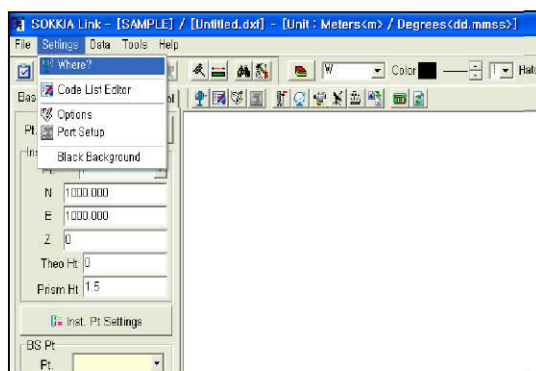 SOKKIA Link - [SAMPLE] / [Untitled.dxf] - [Unit : Meters<m> / Degrees<dd.mmss>]
File Settings Data Tools Help
Where?
W
Color
1
Code List Editor
Bas
Options
Pt.
Port Setup
Black Background
N 1000.000
E 1000.000
Z 0
Theo Ht 0
Prism Ht 1.5
Inst. Pt Settings
BS Pt
Pt.